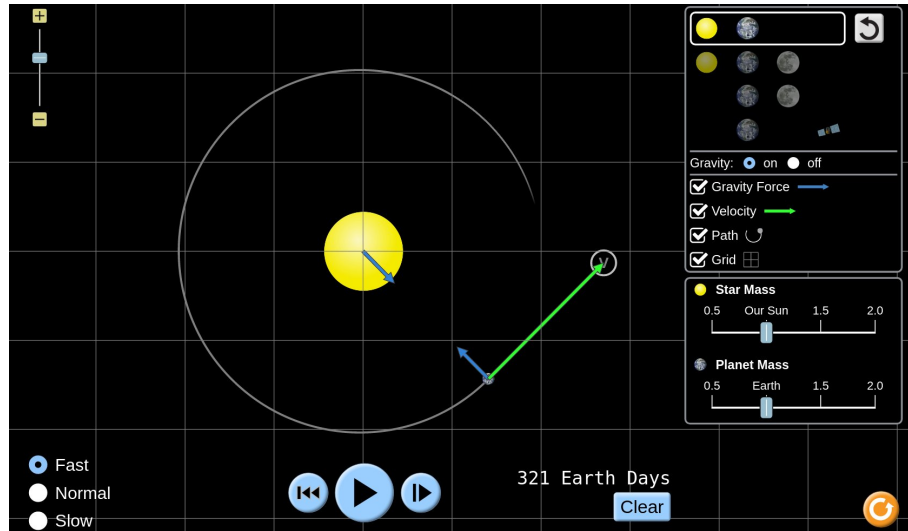 +
−
V
Gravity: on off
Gravity Force
Velocity
Path
Grid
Star Mass
0.5 Our Sun 1.5 2.0
Planet Mass
0.5 Earth 1.5 2.0
Fast
Normal
Slow
321 Earth Days
Clear